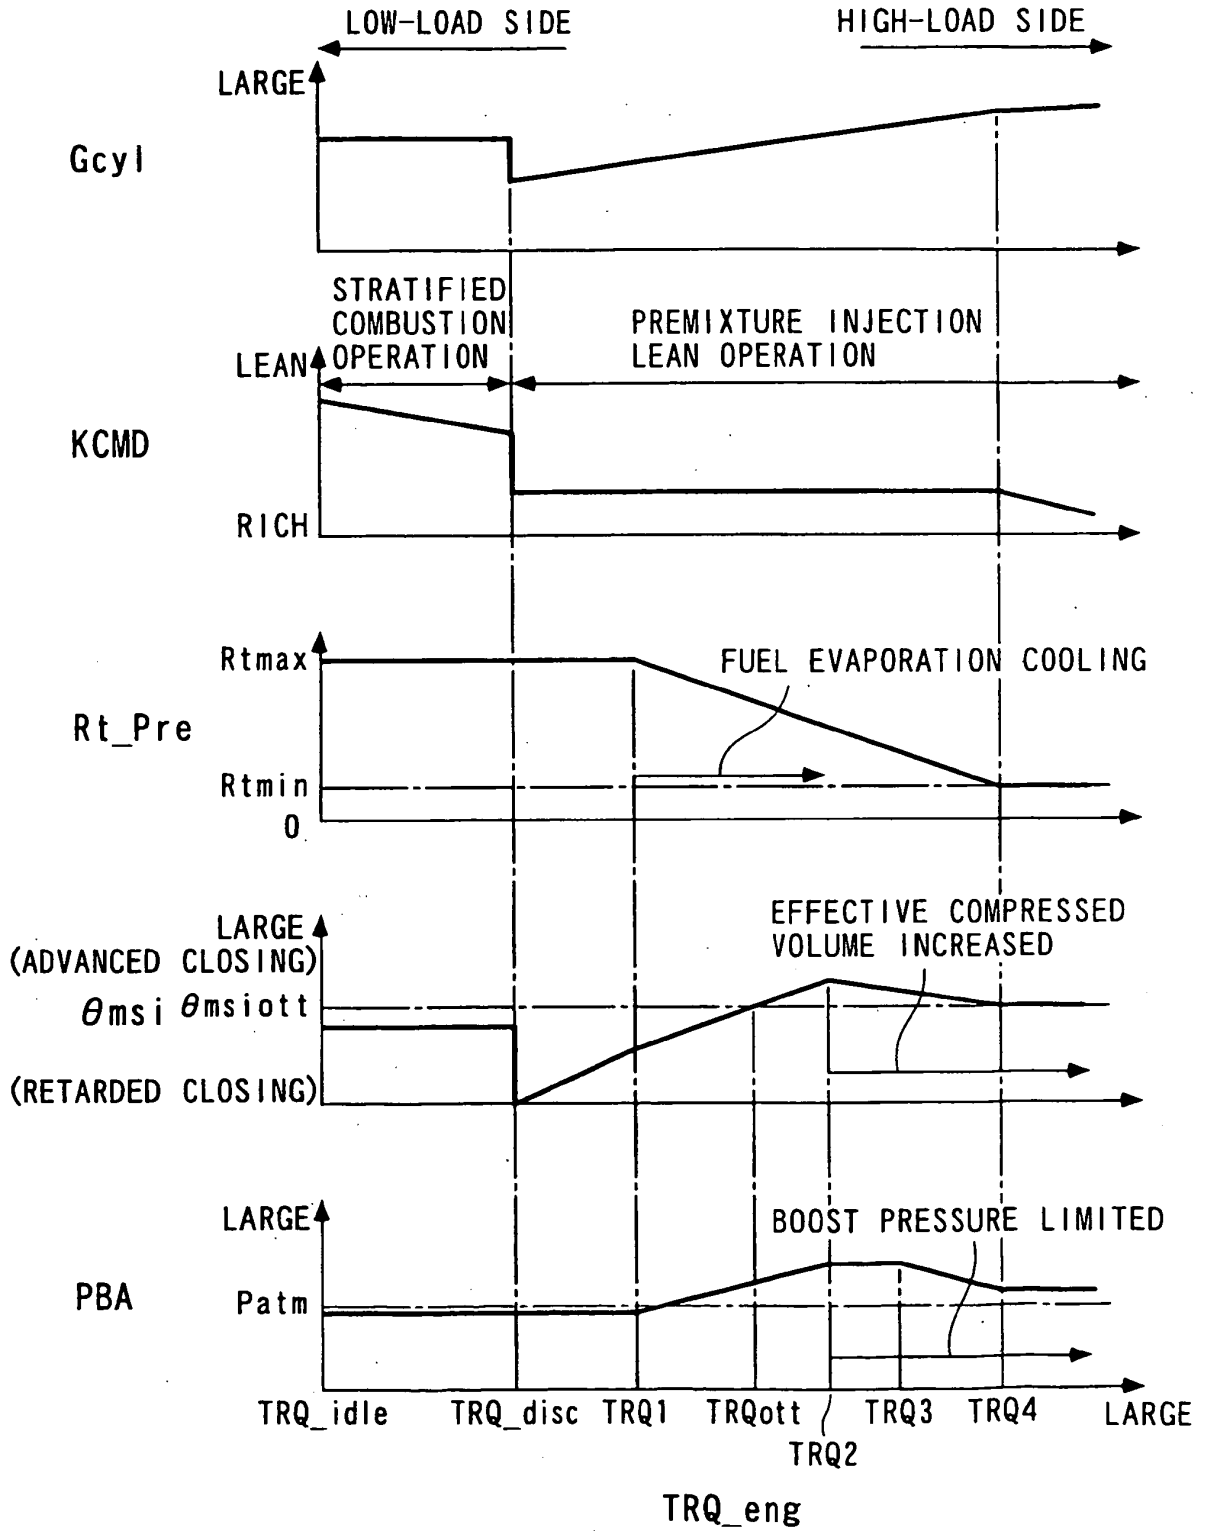 LOW-LOAD SIDE
HIGH-LOAD SIDE
LARGE
Gcyl
STRATIFIED
COMBUSTION
OPERATION
PREMIXTURE INJECTION
LEAN OPERATION
LEAN
KCMD
RICH
Rtmax
FUEL EVAPORATION COOLING
Rt_Pre
Rtmin
0
EFFECTIVE COMPRESSED
VOLUME INCREASED
LARGE
(ADVANCED CLOSING)
θmsi θmsiott
(RETARDED CLOSING)
LARGE
BOOST PRESSURE LIMITED
PBA
Patm
TRQ_idle TRQ_disc TRQ1 TRQott TRQ3 TRQ4 LARGE
TRQ2
TRQ_eng